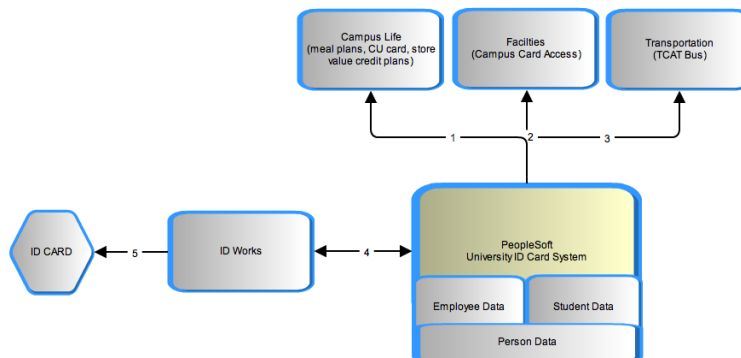 Campus Life
(meal plans, CU card, store
value credit plans)
Facilties
(Campus Card Access)
Transportation
(TCAT Bus)
1
2
3
ID CARD
5
ID Works
4
PeopleSoft
University ID Card System
Employee Data
Student Data
Person Data